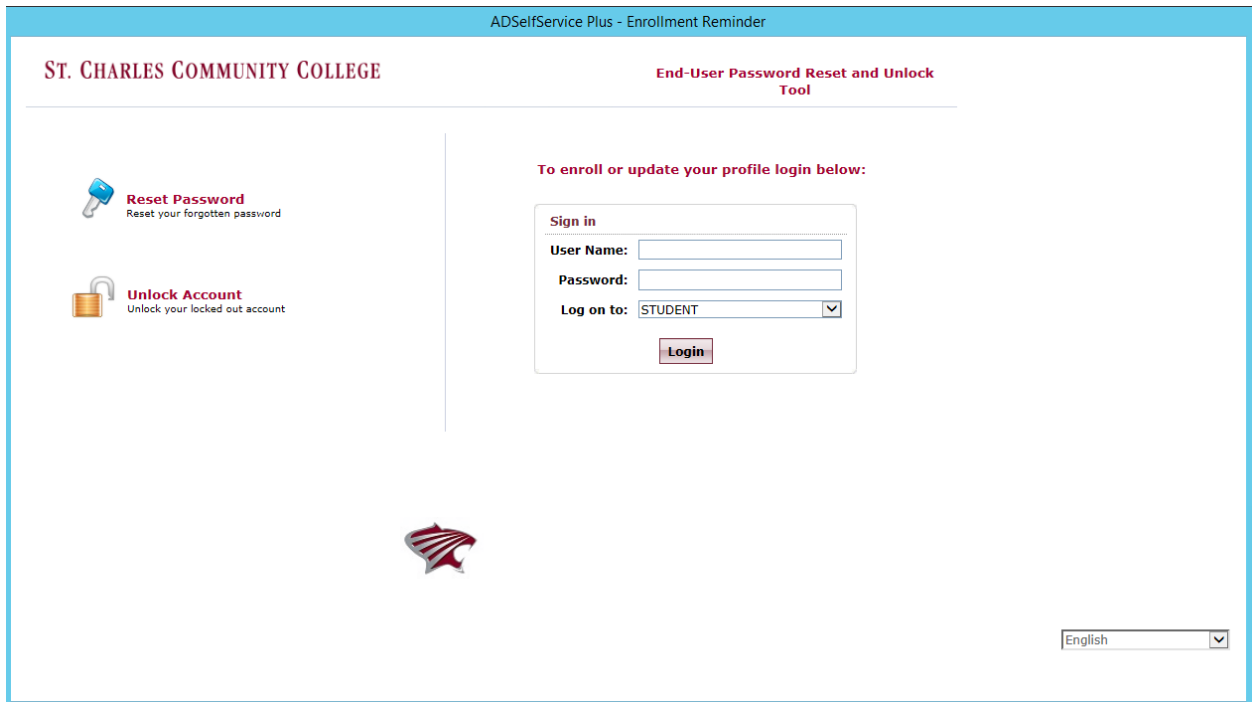 ADSelfService Plus - Enrollment Reminder
ST. CHARLES COMMUNITY COLLEGE
End-User Password Reset and Unlock
Tool
Reset Password
Reset your forgotten password
Unlock Account
Unlock your locked out account
To enroll or update your profile login below:
Sign in
User Name:
Password:
Log on to: STUDENT
Login
English